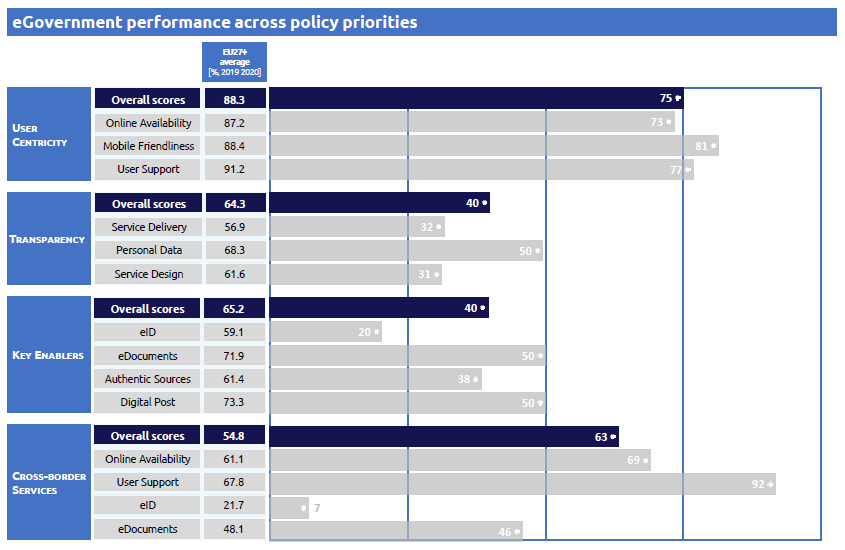 eGovernment performance across policy priorities
EU27+
average
[%, 2019 2020]
USER
CENTRICITY
Overall scores 88.3 75
Online Availability 87.2 73
Mobile Friendliness 88.4 81
User Support 91.2 77
TRANSPARENCY
Overall scores 64.3 40
Service Delivery 56.9 32
Personal Data 68.3 50
Service Design 61.6 31
KEY ENABLERS
Overall scores 65.2 40
eID 59.1 20
eDocuments 71.9 50
Authentic Sources 61.4 38
Digital Post 73.3 50
CROSS-BORDER
SERVICES
Overall scores 54.8 63
Online Availability 61.1 69
User Support 67.8 92
eID 21.7 7
eDocuments 48.1 46